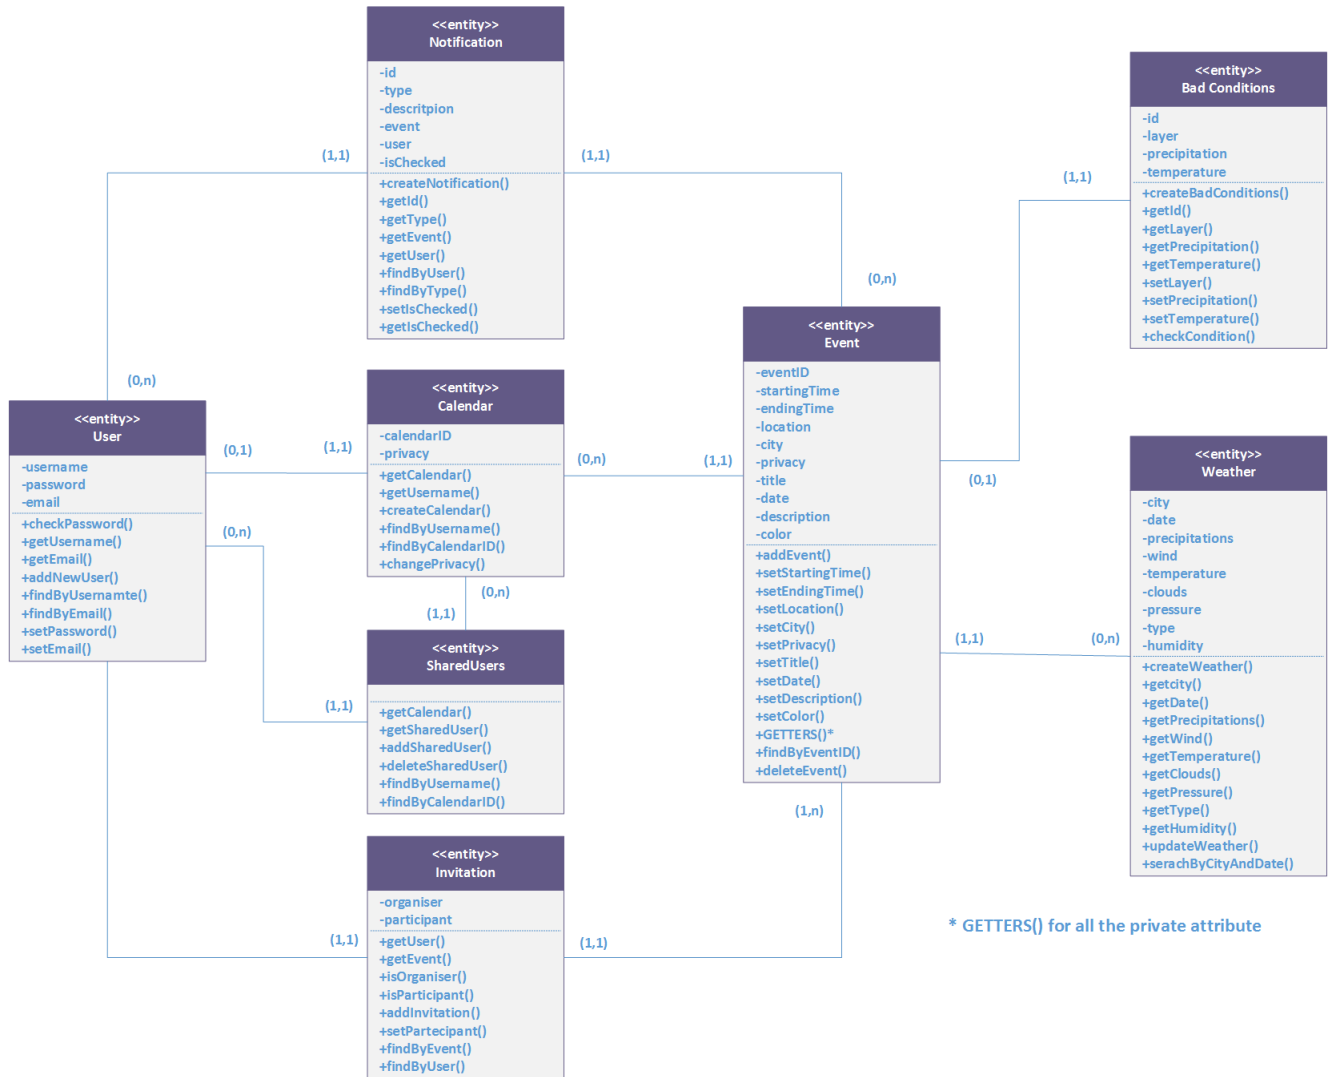 <<entity>>
Notification
-id
-type
-descritpion
-event
-user
-isChecked
+createNotification()
+getId()
+getType()
+getEvent()
+getUser()
+findByUser()
+findByType()
+setIsChecked()
+getIsChecked()
<<entity>>
Bad Conditions
-id
-layer
-precipitation
-temperature
+createBadConditions()
+getId()
+getLayer()
+getPrecipitation()
+getTemperature()
+setLayer()
+setPrecipitation()
+setTemperature()
+checkCondition()
(1,1)
(1,1)
(1,1)
(0,n)
(0,n)
<<entity>>
User
-username
-password
-email
+checkPassword()
+getUsername()
+getEmail()
+addNewUser()
+findByUsernamte()
+findByEmail()
+setPassword()
+setEmail()
(0,1)
(1,1)
(0,n)
<<entity>>
Calendar
-calendarID
-privacy
+getCalendar()
+getUsername()
+createCalendar()
+findByUsername()
+findByCalendarID()
+changePrivacy()
(0,n)
(1,1)
(0,n)
(1,1)
<<entity>>
SharedUsers
+getCalendar()
+getSharedUser()
+addSharedUser()
+deleteSharedUser()
+findByUsername()
+findByCalendarID()
(1,1)
<<entity>>
Event
-eventID
-startingTime
-endingTime
-location
-city
-privacy
-title
-date
-description
-color
+addEvent()
+setStartingTime()
+setEndingTime()
+setLocation()
+setCity()
+setPrivacy()
+setTitle()
+setDate()
+setDescription()
+setColor()
+GETTERS()*
+findByEventID()
+deleteEvent()
(0,1)
(1,1)
(0,n)
(1,n)
<<entity>>
Weather
-city
-date
-precipitations
-wind
-temperature
-clouds
-pressure
-type
-humidity
+createWeather()
+getcity()
+getDate()
+getPrecipitations()
+getWind()
+getTemperature()
+getClouds()
+getPressure()
+getType()
+getHumidity()
+updateWeather()
+serachByCityAndDate()
<<entity>>
Invitation
-organiser
-participant
+getUser()
+getEvent()
+isOrganiser()
+isParticipant()
+addInvitation()
+setPartecipant()
+findByEvent()
+findByUser()
(1,1)
(1,1)
* GETTERS() for all the private attribute